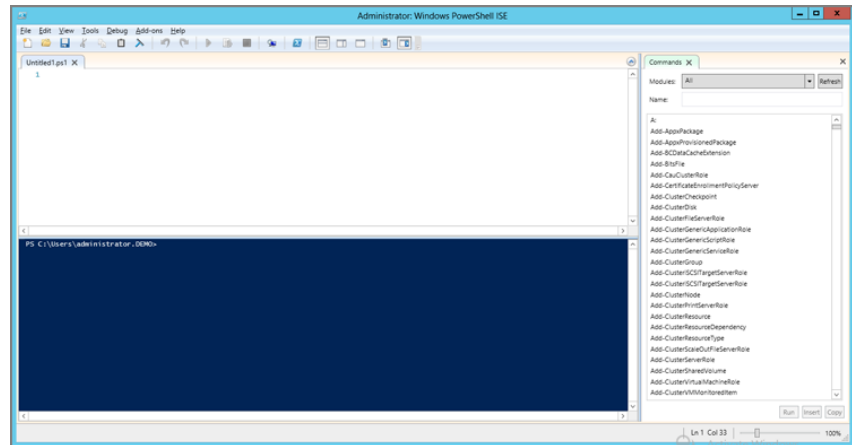 Administrator: Windows PowerShell ISE
File Edit View Tools Debug Add-ons Help
Untitled1.ps1 X
1
PS C:\Users\administrator.DEMO>
Commands X
Modules: All Refresh
Name:
A:
Add-AppxPackage
Add-AppxProvisionedPackage
Add-BCDataCacheExtension
Add-BitsFile
Add-CauClusterRole
Add-CertificateEnrollmentPolicyServer
Add-ClusterCheckpoint
Add-ClusterDisk
Add-ClusterFileServerRole
Add-ClusterGenericApplicationRole
Add-ClusterGenericScriptRole
Add-ClusterGenericServiceRole
Add-ClusterGroup
Add-ClusteriSCSITargetServerRole
Add-ClusteriSCSITargetServerRole
Add-ClusterNode
Add-ClusterPrintServerRole
Add-ClusterResource
Add-ClusterResourceDependency
Add-ClusterResourceType
Add-ClusterScaleOutFileServerRole
Add-ClusterServerRole
Add-ClusterSharedVolume
Add-ClusterVirtualMachineRole
Add-ClusterVMMonitoredItem
Run Insert Copy
Ln 1 Col 33 100%